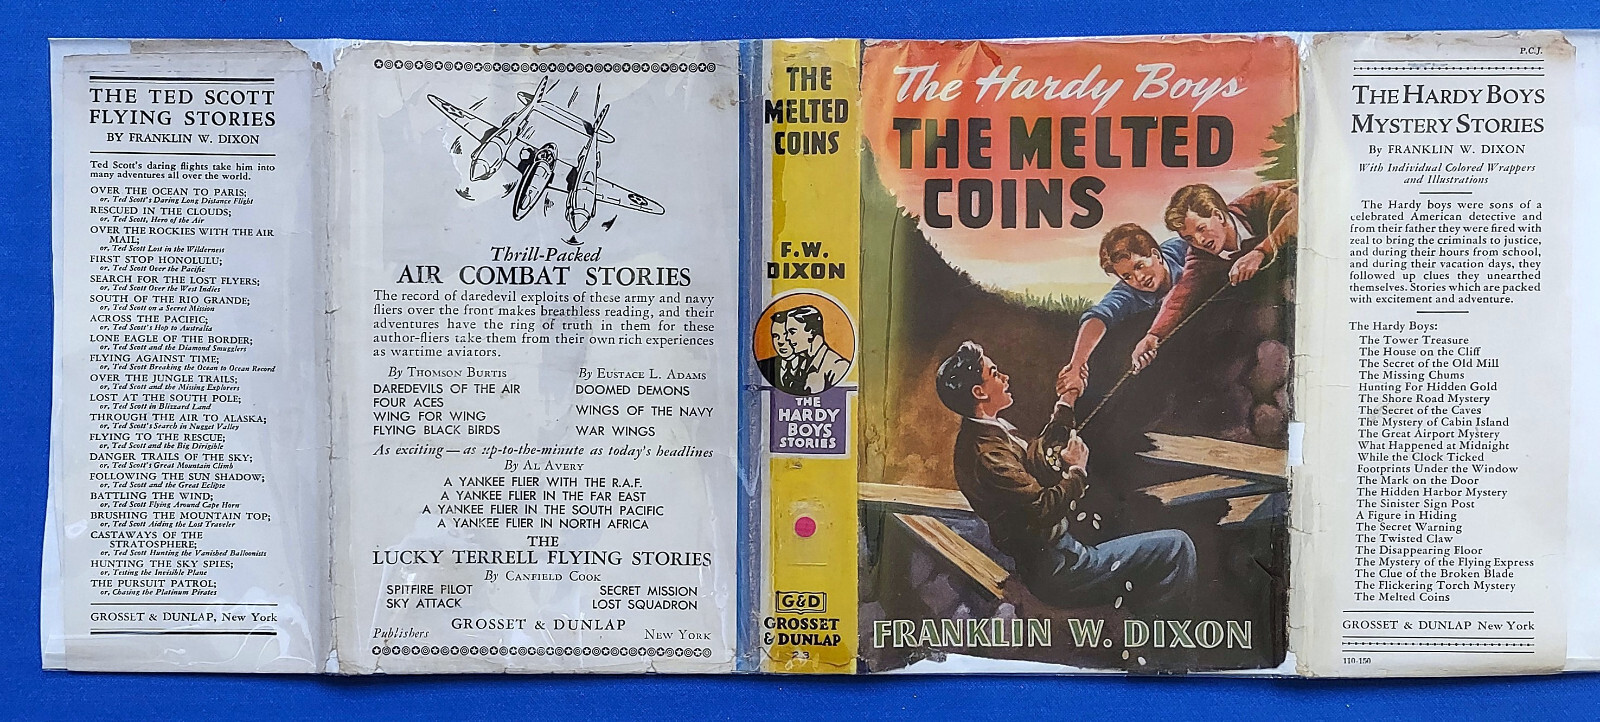 THE TED SCOTT
FLYING STORIES
BY FRANKLIN W. DIXON
Ted Scott's daring flights take him into
many adventures all over the world.
OVER THE OCEAN TO PARIS;
or, Ted Scott's Daring Long Distance Flight
RESCUED IN THE CLOUDS;
or, Ted Scott, Hero of the Air
OVER THE ROCKIES WITH THE AIR
MAIL;
or, Ted Scott Lost in the Wilderness
FIRST STOP HONOLULU;
or, Ted Scott Over the Pacific
SEARCH FOR THE LOST FLYERS;
or, Ted Scott Over the West Indies
SOUTH OF THE RIO GRANDE;
or, Ted Scott on a Secret Mission
ACROSS THE PACIFIC;
or, Ted Scott's Hop to Australia
LONE EAGLE OF THE BORDER;
or, Ted Scott and the Diamond Smugglers
FLYING AGAINST TIME;
or, Ted Scott Breaking the Ocean to Ocean Record
OVER THE JUNGLE TRAILS;
or, Ted Scott and the Missing Explorers
LOST AT THE SOUTH POLE;
or, Ted Scott in Blizzard Land
THROUGH THE AIR TO ALASKA;
or, Ted Scott's Search in Nugget Valley
FLYING TO THE RESCUE;
or, Ted Scott and the Big Dirigible
DANGER TRAILS OF THE SKY;
or, Ted Scott's Great Mountain Climb
FOLLOWING THE SUN SHADOW;
or, Ted Scott and the Great Eclipse
BATTLING THE WIND;
or, Ted Scott Flying Around Cape Horn
BRUSHING THE MOUNTAIN TOP;
or, Ted Scott Aiding the Lost Traveler
CASTAWAYS OF THE
STRATOSPHERE;
or, Ted Scott Hunting the Vanished Balloonists
HUNTING THE SKY SPIES;
or, Testing the Invisible Plane
THE PURSUIT PATROL;
or, Chasing the Platinum Pirates
GROSSET & DUNLAP, New York
Thrill-Packed
AIR COMBAT STORIES
The record of daredevil exploits of these army and navy
fliers over the front makes breathless reading, and their
adventures have the ring of truth in them for these
author-fliers take them from their own rich experiences
as wartime aviators.
By THOMSON BURTIS
DAREDEVILS OF THE AIR
FOUR ACES
WING FOR WING
FLYING BLACK BIRDS
By EUSTACE L. ADAMS
DOOMED DEMONS
WINGS OF THE NAVY
WAR WINGS
As exciting—as up-to-the-minute as today's headlines
By AL AVERY
A YANKEE FLIER WITH THE R.A.F.
A YANKEE FLIER IN THE FAR EAST
A YANKEE FLIER IN THE SOUTH PACIFIC
A YANKEE FLIER IN NORTH AFRICA
THE
LUCKY TERRELL FLYING STORIES
By CANFIELD COOK
SPITFIRE PILOT
SKY ATTACK
SECRET MISSION
LOST SQUADRON
Publishers GROSSET & DUNLAP New York
THE
MELTED
COINS
F.W.
DIXON
THE
HARDY
BOYS
STORIES
G&D
GROSSET
& DUNLAP
23
The Hardy Boys
THE MELTED
COINS
FRANKLIN W. DIXON
P.C.J.
THE HARDY BOYS
MYSTERY STORIES
By FRANKLIN W. DIXON
With Individual Colored Wrappers
and Illustrations
The Hardy boys were sons of a
celebrated American detective and
from their father they were fired with
zeal to bring the criminals to justice,
and during their hours from school,
and during their vacation days, they
followed up clues they unearthed
themselves. Stories which are packed
with excitement and adventure.
The Hardy Boys:
The Tower Treasure
The House on the Cliff
The Secret of the Old Mill
The Missing Chums
Hunting For Hidden Gold
The Shore Road Mystery
The Secret of the Caves
The Mystery of Cabin Island
The Great Airport Mystery
What Happened at Midnight
While the Clock Ticked
Footprints Under the Window
The Mark on the Door
The Hidden Harbor Mystery
The Sinister Sign Post
A Figure in Hiding
The Secret Warning
The Twisted Claw
The Disappearing Floor
The Mystery of the Flying Express
The Clue of the Broken Blade
The Flickering Torch Mystery
The Melted Coins
GROSSET & DUNLAP New York
110-150